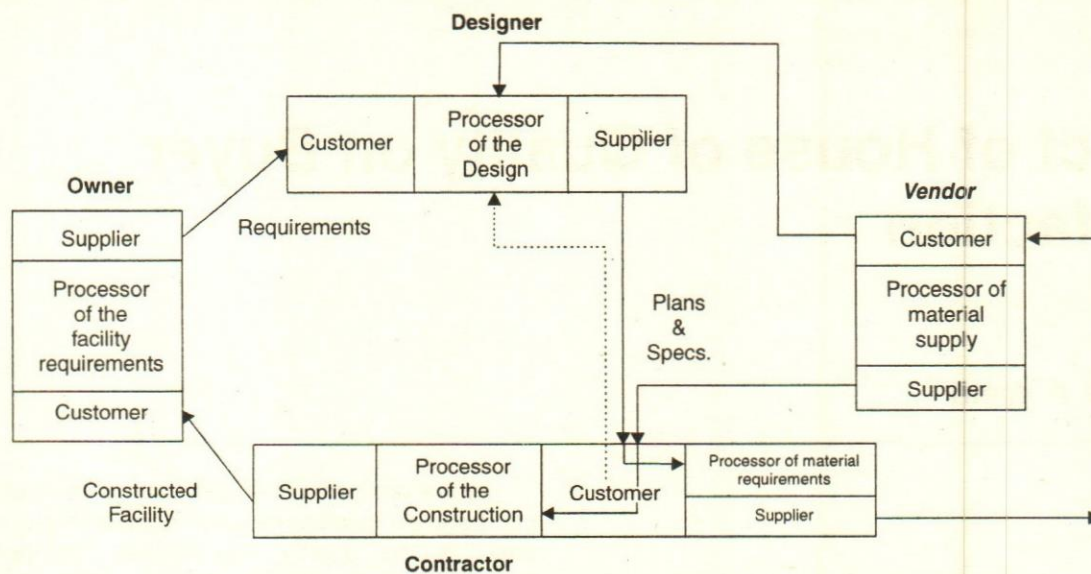 Designer
Customer
Processor
of the
Design
Supplier
Owner
Supplier
Processor
of the
facility
requirements
Customer
Requirements
Vendor
Customer
Processor of
material
supply
Supplier
Plans
&
Specs.
Constructed
Facility
Supplier
Processor
of the
Construction
Customer
Processor of material
requirements
Supplier
Contractor